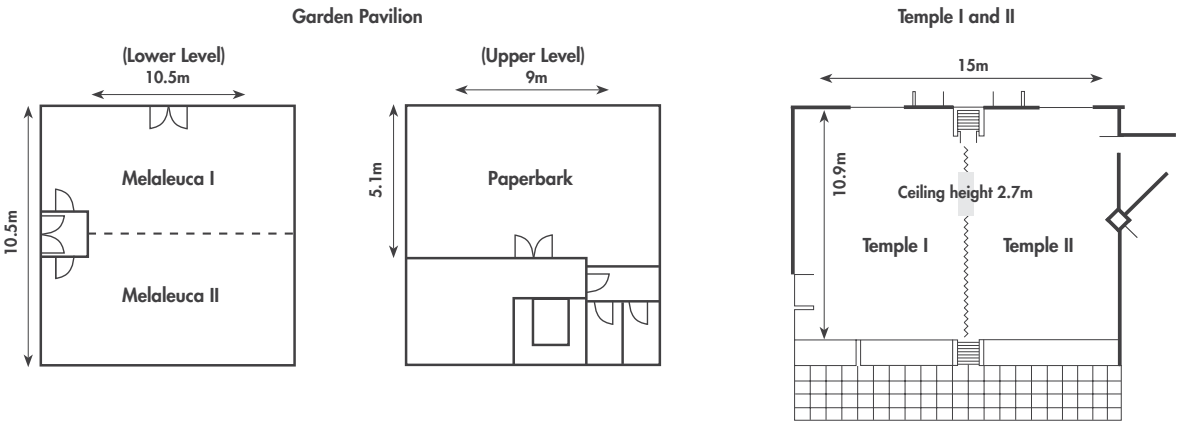 Garden Pavilion
(Lower Level)
10.5m
10.5m
Melaleuca I
Melaleuca II
(Upper Level)
9m
5.1m
Paperbark
Temple I and II
15m
10.9m
Ceiling height 2.7m
Temple I
Temple II